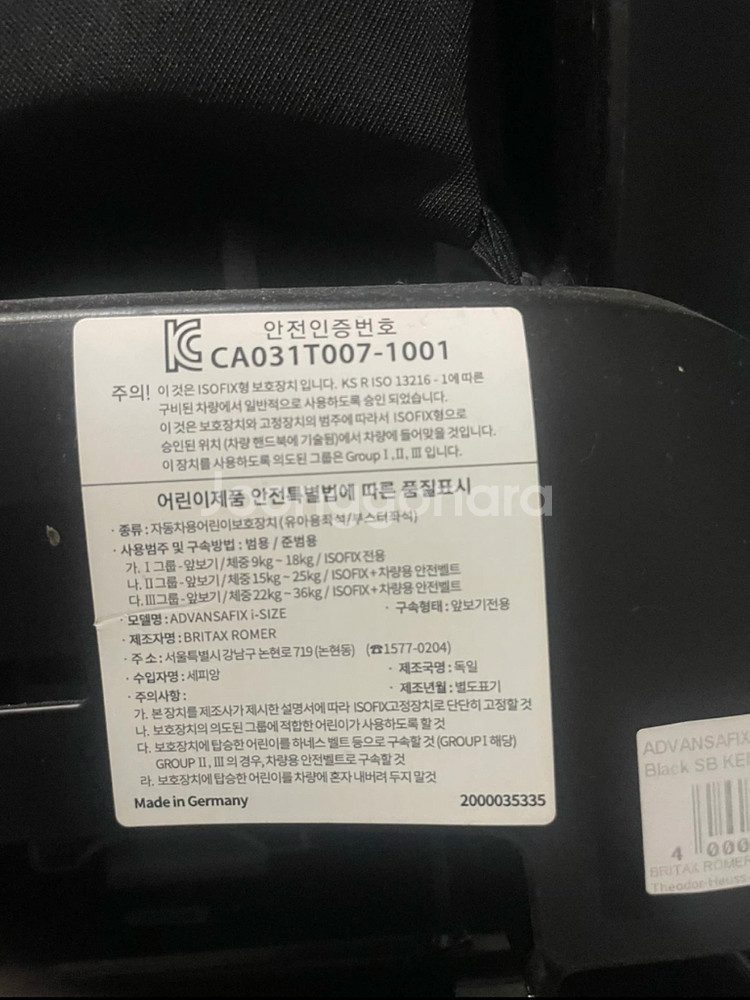 안전인증번호
KC CA031T007-1001
주의! 이 것은 ISOFIX형 보호장치 입니다. KS R ISO 13216 - 1에 따른
구비된 차량에서 일반적으로 사용하도록 승인 되었습니다.
이 것은 보호장치와 고정장치의 범주에 따라서 ISOFIX형으로
승인된 위치 (차량 핸드북에 기술됨)에서 차량에 들어맞을 것입니다.
이 장치를 사용하도록 의도된 그룹은 Group I , II, III 입니다.
어린이제품 안전특별법에 따른 품질표시
Joonggonara
· 종류 : 자동차용어린이보호장치 (유아용좌석/부스터좌석)
· 사용범주 및 구속방법 : 범용 / 준범용
가. I 그룹 - 앞보기 / 체중 9kg ~ 18kg / ISOFIX 전용
나. II 그룹 - 앞보기 / 체중 15kg ~ 25kg / ISOFIX + 차량용 안전벨트
다. III 그룹 - 앞보기 / 체중 22kg ~ 36kg / ISOFIX + 차량용 안전벨트
· 모델명 : ADVANSAFIX i-SIZE · 구속형태 : 앞보기전용
· 제조자명 : BRITAX ROMER
· 주 소 : 서울특별시 강남구 논현로 719 (논현동) (☎1577-0204)
· 수입자명 : 세피앙 · 제조국명 : 독일
· 주의사항 : · 제조년월 : 별도표기
가. 본 장치를 제조사가 제시한 설명서에 따라 ISOFIX고정장치로 단단히 고정할 것
나. 보호장치의 의도된 그룹에 적합한 어린이가 사용하도록 할 것
다. 보호장치에 탑승한 어린이를 하네스 벨트 등으로 구속할 것 (GROUP I 해당)
GROUP II, III 의 경우, 차량용 안전벨트로 구속할 것
라. 보호장치에 탑승한 어린이를 차량에 혼자 내버려 두지 말것
Made in Germany 2000035335
ADVANSAFIX
Black SB KE
4 000
BRITAX RÖMER
Theodor-Heuss-